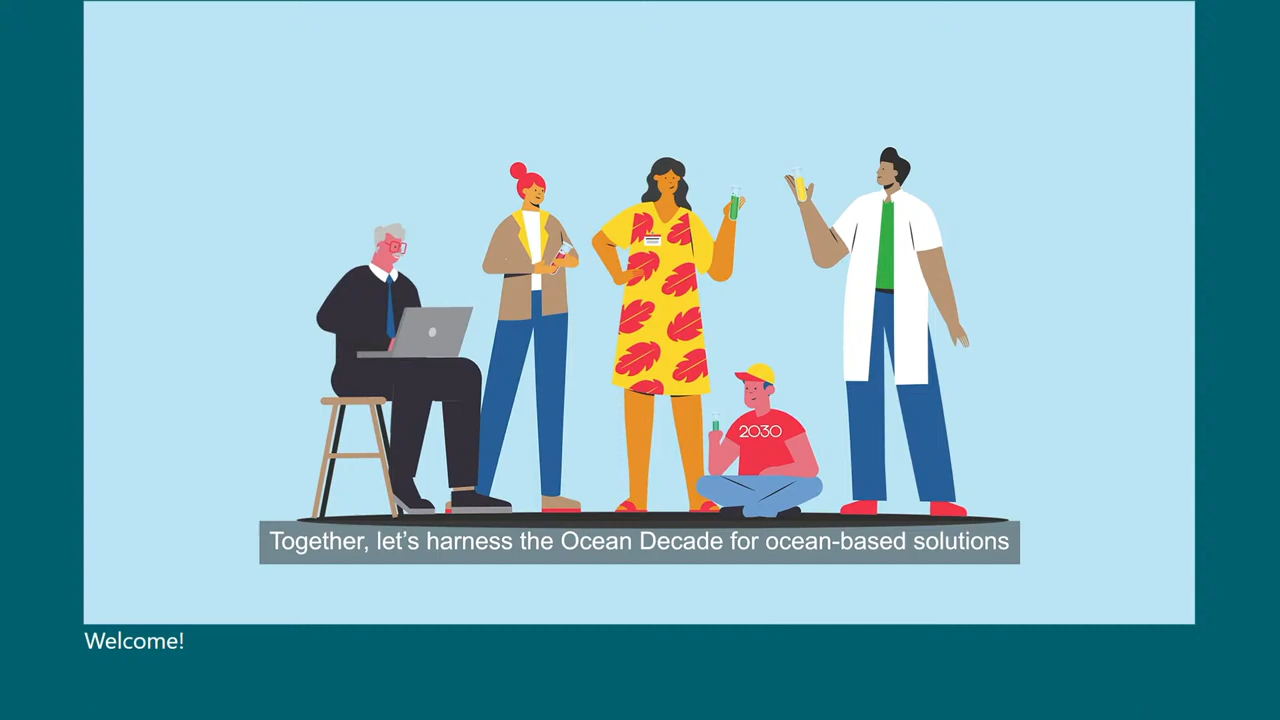 2030
Together, let’s harness the Ocean Decade for ocean-based solutions
Welcome!